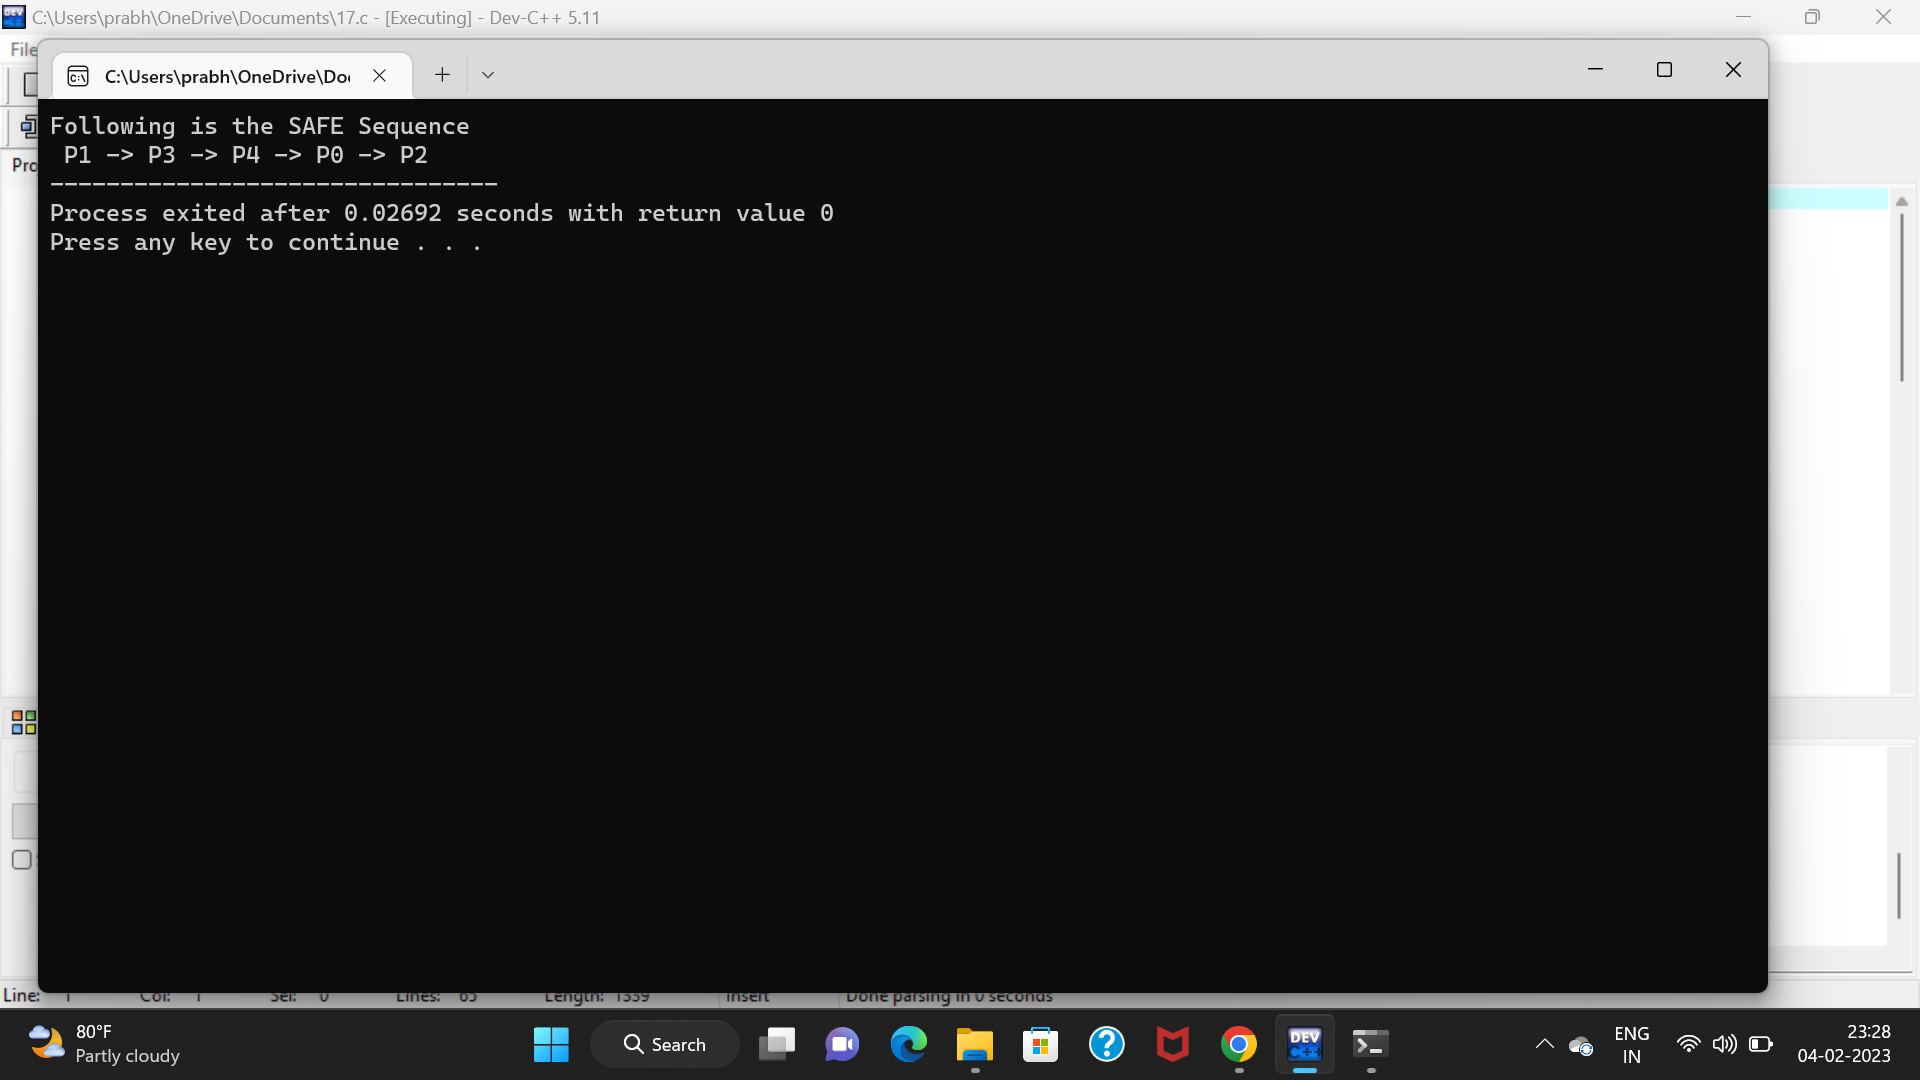 C:\Users\prabh\OneDrive\Documents\17.c - [Executing] - Dev-C++ 5.11
File
C:\Users\prabh\OneDrive\Do
Following is the SAFE Sequence
P1 -> P3 -> P4 -> P0 -> P2
--------------------------------
Process exited after 0.02692 seconds with return value 0
Press any key to continue . . .
Pro
Line: 1 Col: 1 Sel: 0 Lines: 65 Length: 1339 Insert Done parsing in 0 seconds
80°F
Partly cloudy
Search
DEV
C++
ENG
IN
23:28
04-02-2023